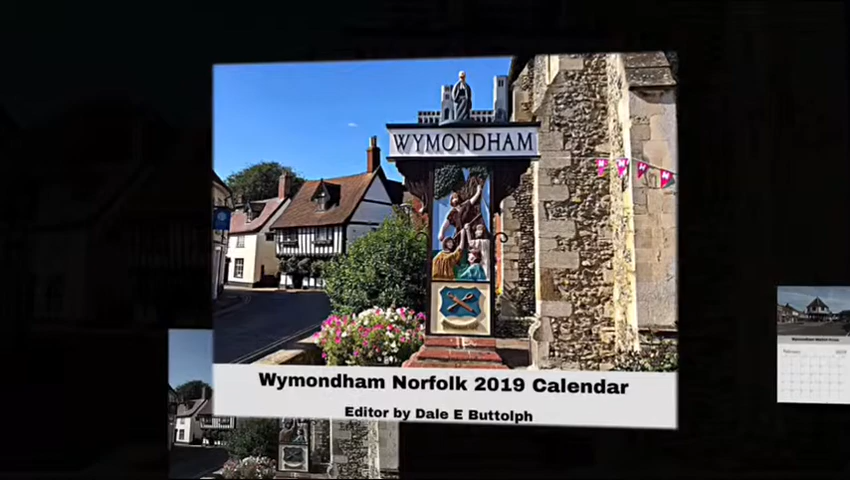 WYMONDHAM
Wymondham Norfolk 2019 Calendar
Editor by Dale E Buttolph